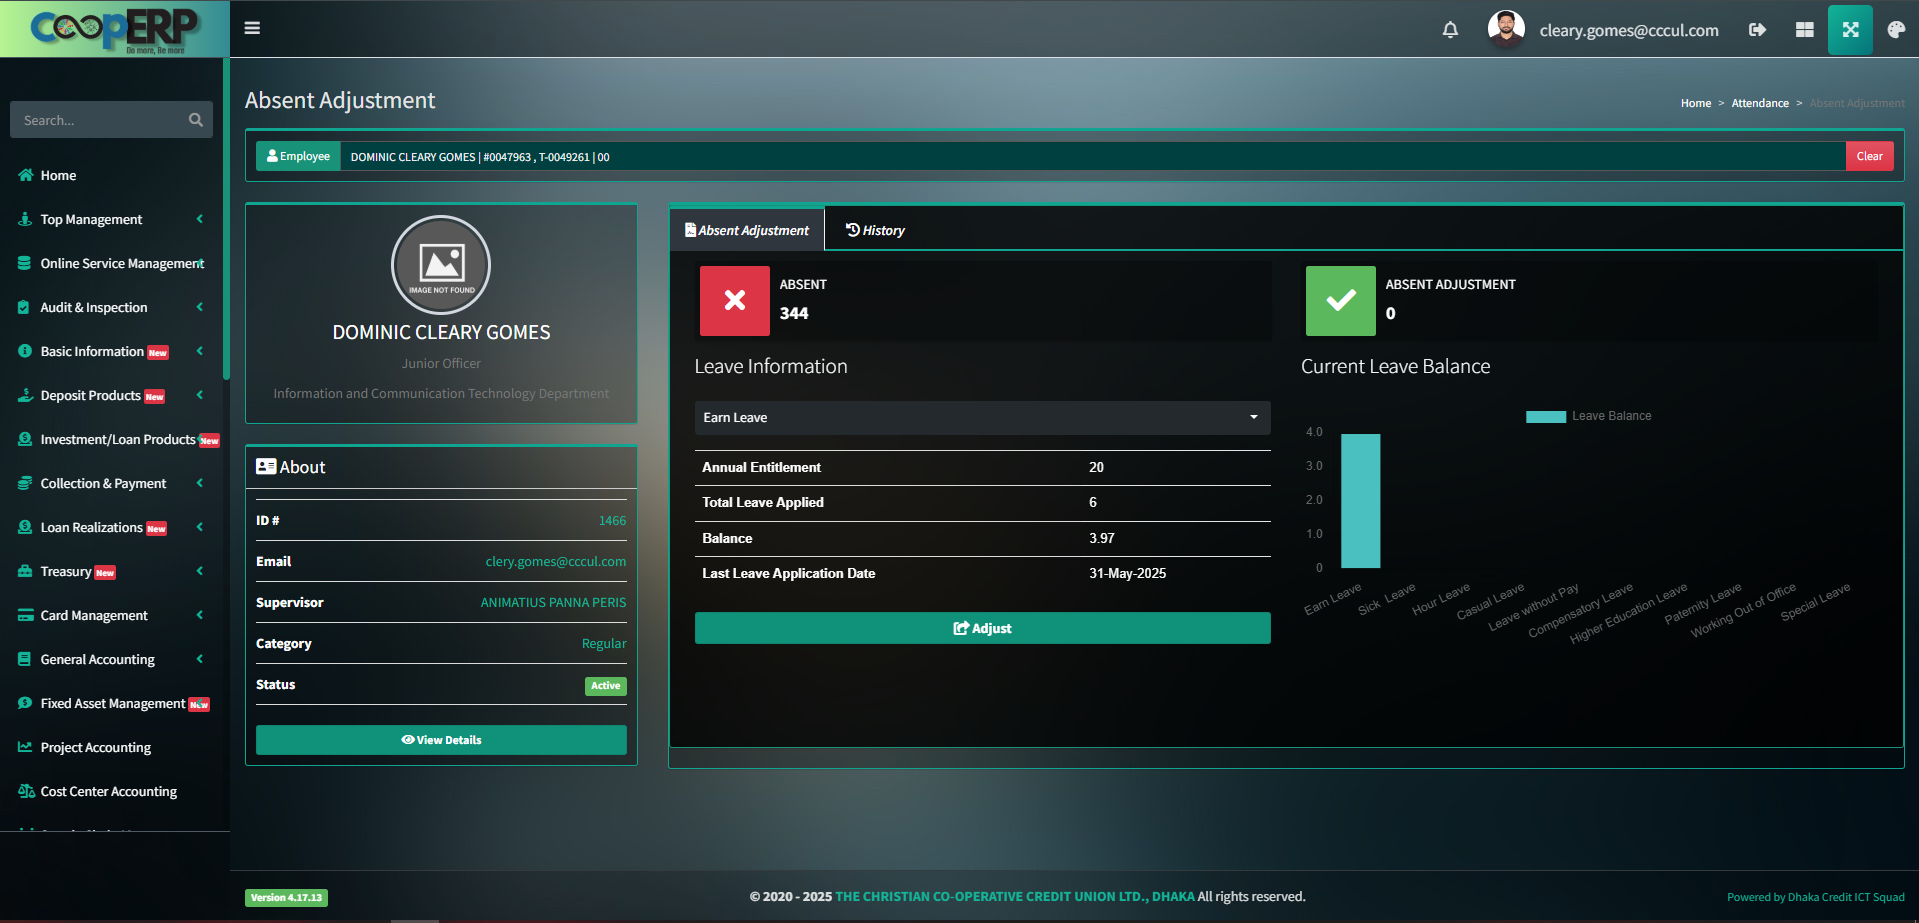 COOPERP
Do more, Be more
cleary.gomes@cccul.com
Search...
Home
Top Management
Online Service Management
Audit & Inspection
Basic Information New
Deposit Products New
Investment/Loan Products New
Collection & Payment
Loan Realizations New
Treasury New
Card Management
General Accounting
Fixed Asset Management New
Project Accounting
Cost Center Accounting
Absent Adjustment
Home > Attendance > Absent Adjustment
Employee DOMINIC CLEARY GOMES | #0047963 , T-0049261 | 00 Clear
IMAGE NOT FOUND
DOMINIC CLEARY GOMES
Junior Officer
Information and Communication Technology Department
About
ID # 1466
Email clery.gomes@cccul.com
Supervisor ANIMATIUS PANNA PERIS
Category Regular
Status Active
View Details
Absent Adjustment History
ABSENT
344
ABSENT ADJUSTMENT
0
Leave Information
Earn Leave
Annual Entitlement 20
Total Leave Applied 6
Balance 3.97
Last Leave Application Date 31-May-2025
Adjust
Current Leave Balance
Leave Balance
4.0
3.0
2.0
1.0
0
Earn Leave
Sick Leave
Hour Leave
Casual Leave
Leave without Pay
Compensatory Leave
Higher Education Leave
Paternity Leave
Working Out of Office
Special Leave
Version 4.17.13
© 2020 - 2025 THE CHRISTIAN CO-OPERATIVE CREDIT UNION LTD., DHAKA All rights reserved.
Powered by Dhaka Credit ICT Squad